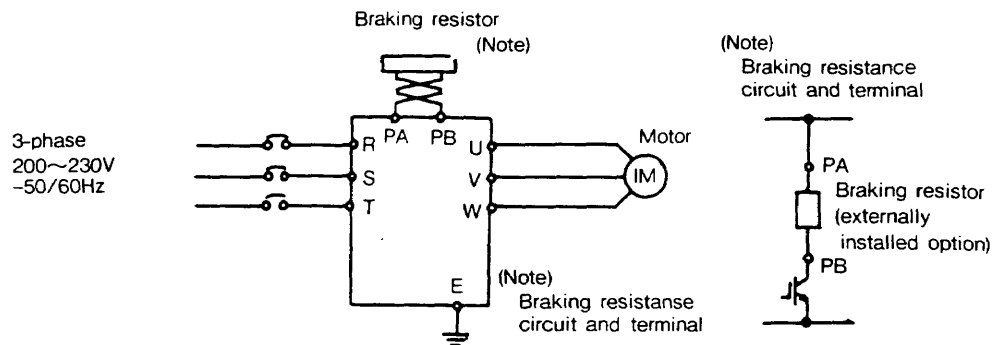 Braking resistor
(Note)
PA
PB
3-phase
200～230V
-50/60Hz
R
S
T
U
V
W
Motor
IM
E
(Note)
Braking resistanse
circuit and terminal
(Note)
Braking resistance
circuit and terminal
PA
Braking resistor
(externally
installed option)
PB